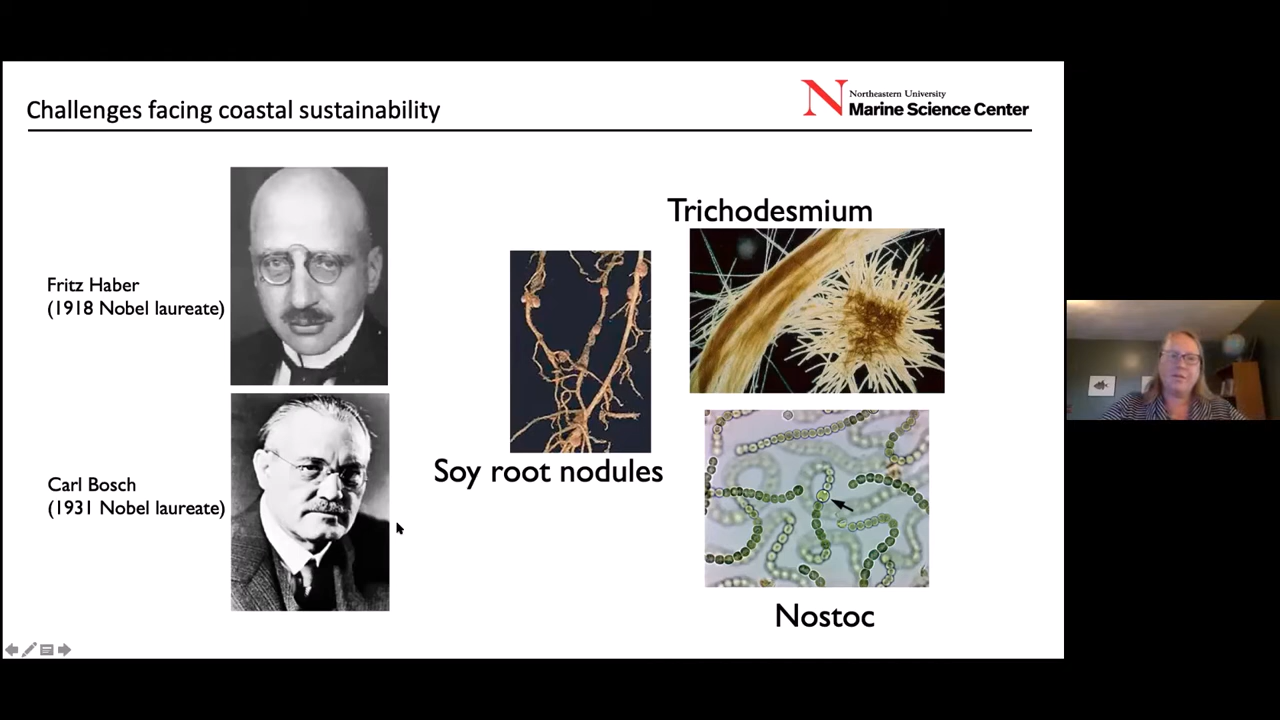 Challenges facing coastal sustainability
N
Northeastern University
Marine Science Center
Fritz Haber
(1918 Nobel laureate)
Carl Bosch
(1931 Nobel laureate)
Soy root nodules
Trichodesmium
Nostoc